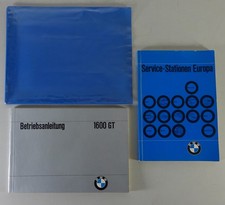 Service-Stationen Europa
Betriebsanleitung 1600 GT